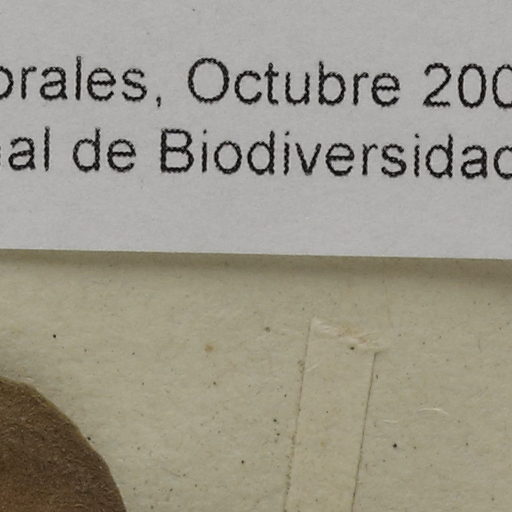 orales, Octubre 200
al de Biodiversidad